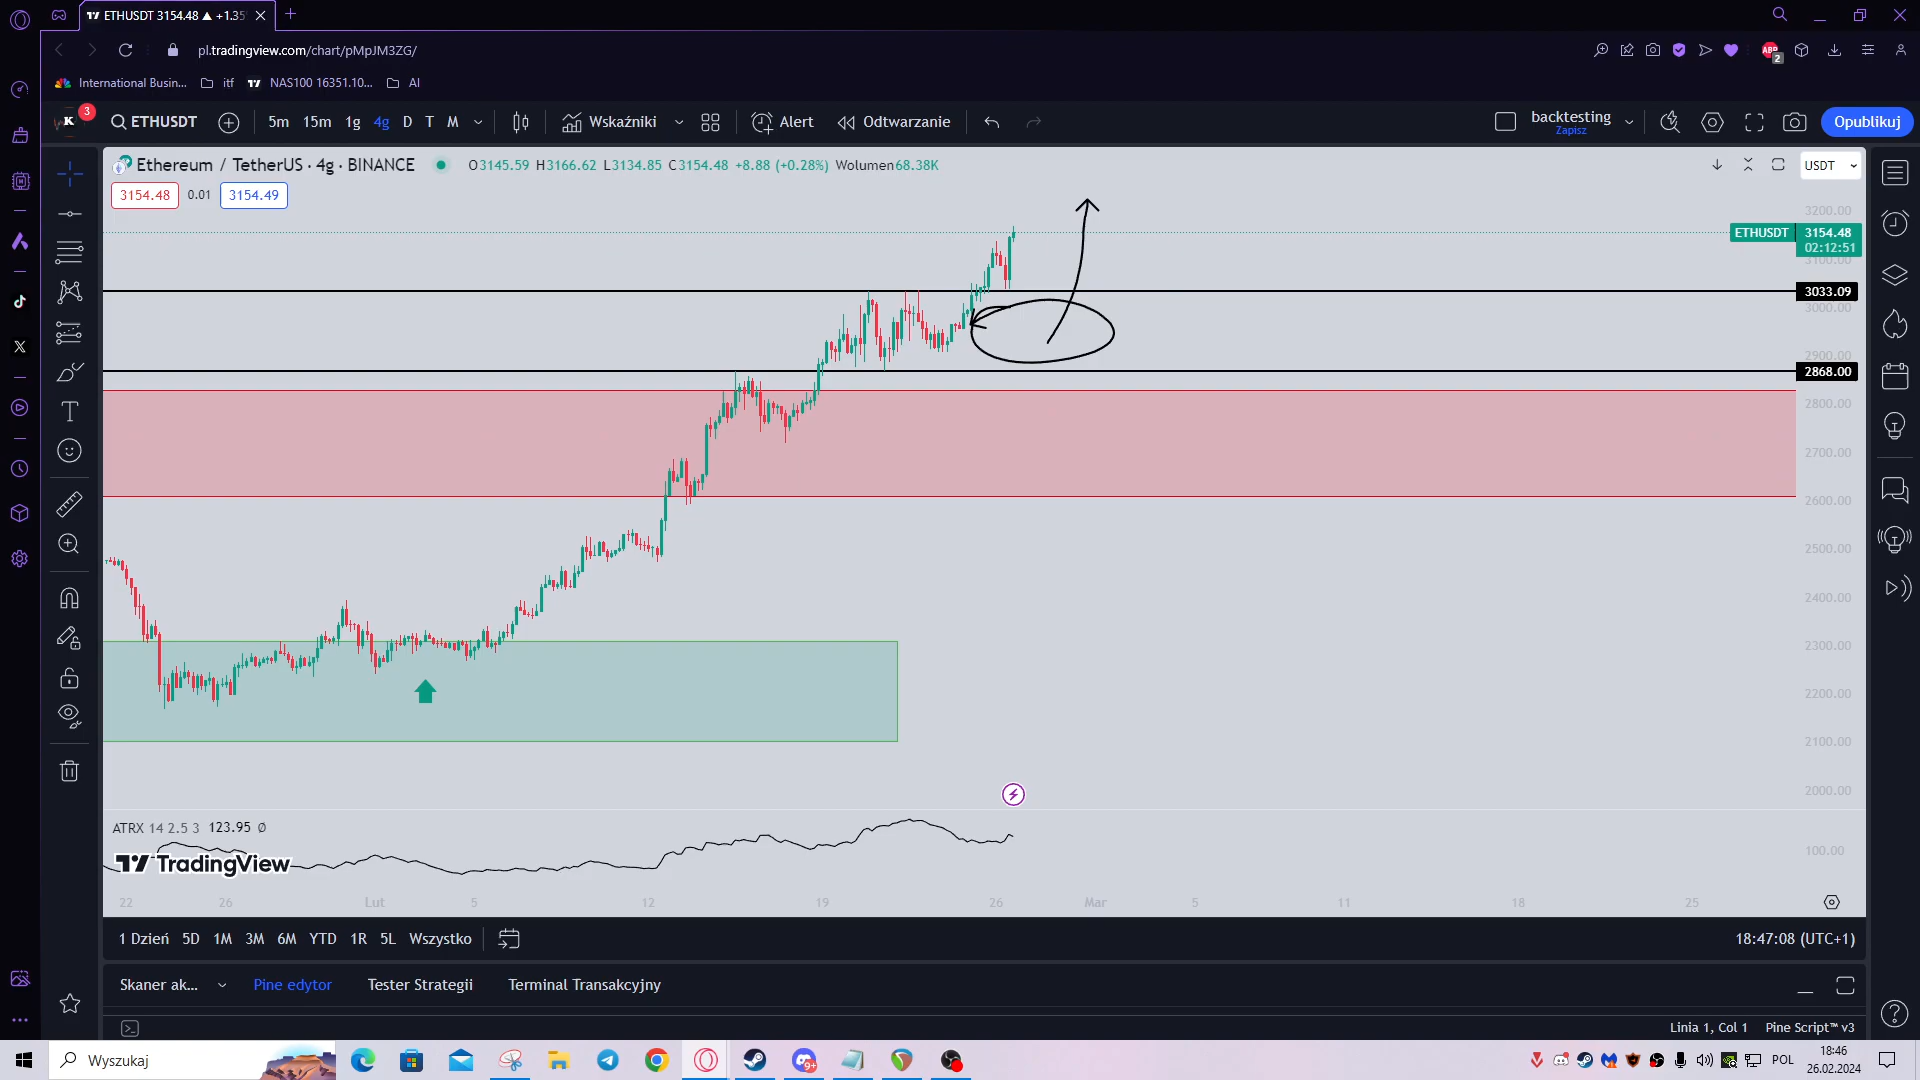 ETHUSDT 3154.48 ▲ +1.35
pl.tradingview.com/chart/pMpJM3ZG/
ABP
2
International Busin...
itf
NAS100 16351.10...
AI
K
3
ETHUSDT
5m 15m 1g 4g D T M
Wskaźniki
Alert
Odtwarzanie
backtesting
Zapisz
Opublikuj
Ethereum / TetherUS · 4g · BINANCE
O3145.59 H3166.62 L3134.85 C3154.48 +8.88 (+0.28%) Wolumen68.38K
USDT
3154.48 0.01 3154.49
3200.00
ETHUSDT 3154.48
02:12:51
3100.00
3033.09
3000.00
2900.00
2868.00
2800.00
2700.00
2600.00
2500.00
2400.00
2300.00
2200.00
2100.00
2000.00
ATRX 14 2.5 3 123.95 Ø
100.00
TradingView
22 26 Lut 5 12 19 26 Mar 5 11 18 25
1 Dzień 5D 1M 3M 6M YTD 1R 5L Wszystko
18:47:08 (UTC+1)
Skaner ak... Pine edytor Tester Strategii Terminal Transakcyjny
Linia 1, Col 1 Pine Script™ v3
Wyszukaj
9+
POL
18:46
26.02.2024